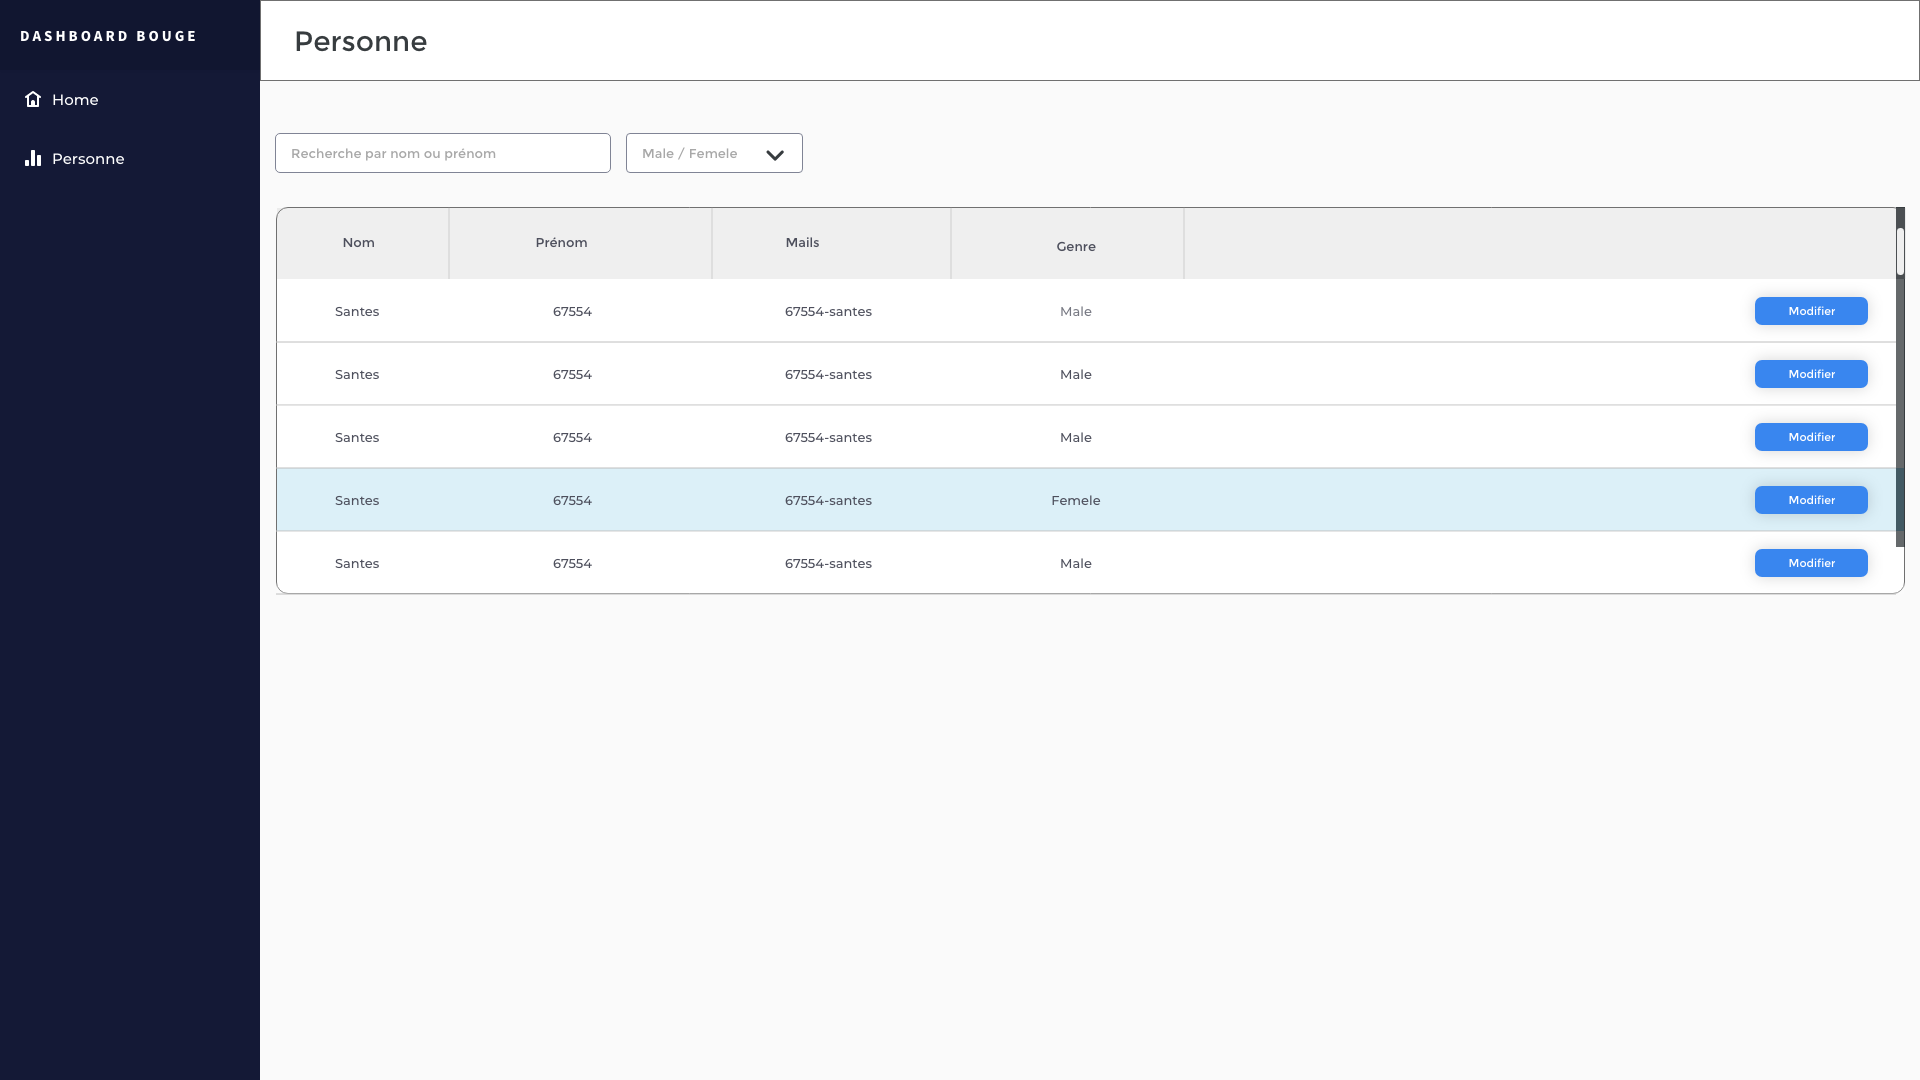 DASHBOARD BOUGE
Home
Personne
Personne
Recherche par nom ou prénom
Male / Femele
Nom Prénom Mails Genre
Santes 67554 67554-santes Male Modifier
Santes 67554 67554-santes Male Modifier
Santes 67554 67554-santes Male Modifier
Santes 67554 67554-santes Femele Modifier
Santes 67554 67554-santes Male Modifier